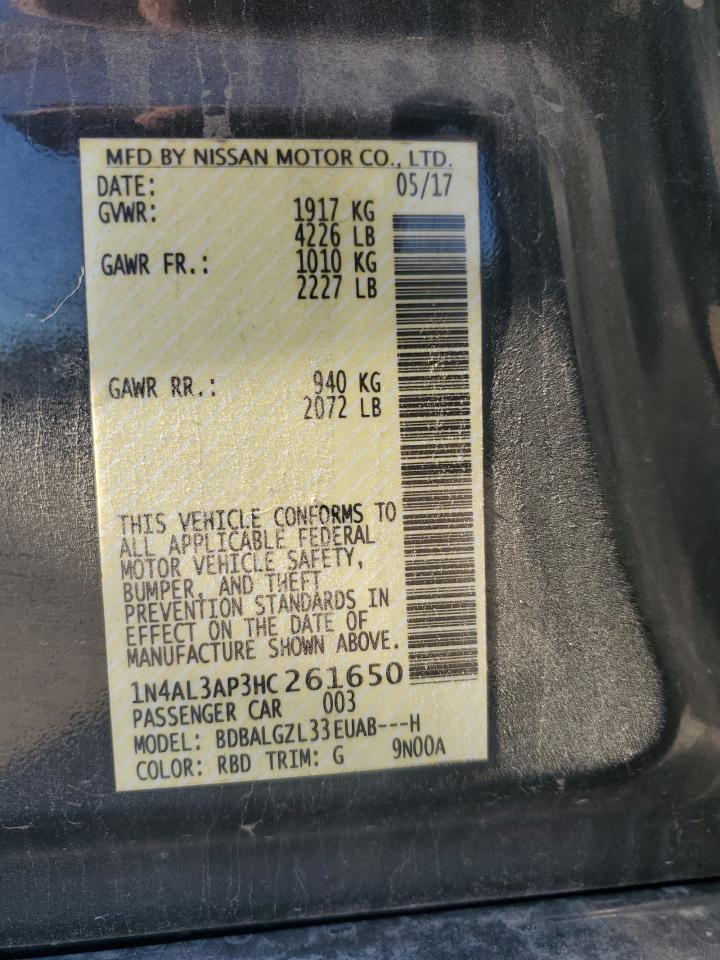 MFD BY NISSAN MOTOR CO., LTD.
DATE: 05/17
GVWR: 1917 KG
4226 LB
GAWR FR.: 1010 KG
2227 LB
GAWR RR.: 940 KG
2072 LB
THIS VEHICLE CONFORMS TO
ALL APPLICABLE FEDERAL
MOTOR VEHICLE SAFETY,
BUMPER, AND THEFT
PREVENTION STANDARDS IN
EFFECT ON THE DATE OF
MANUFACTURE SHOWN ABOVE.
1N4AL3AP3HC261650
PASSENGER CAR 003
MODEL: BDBALGZL33EUAB---H
COLOR: RBD TRIM: G 9N00A